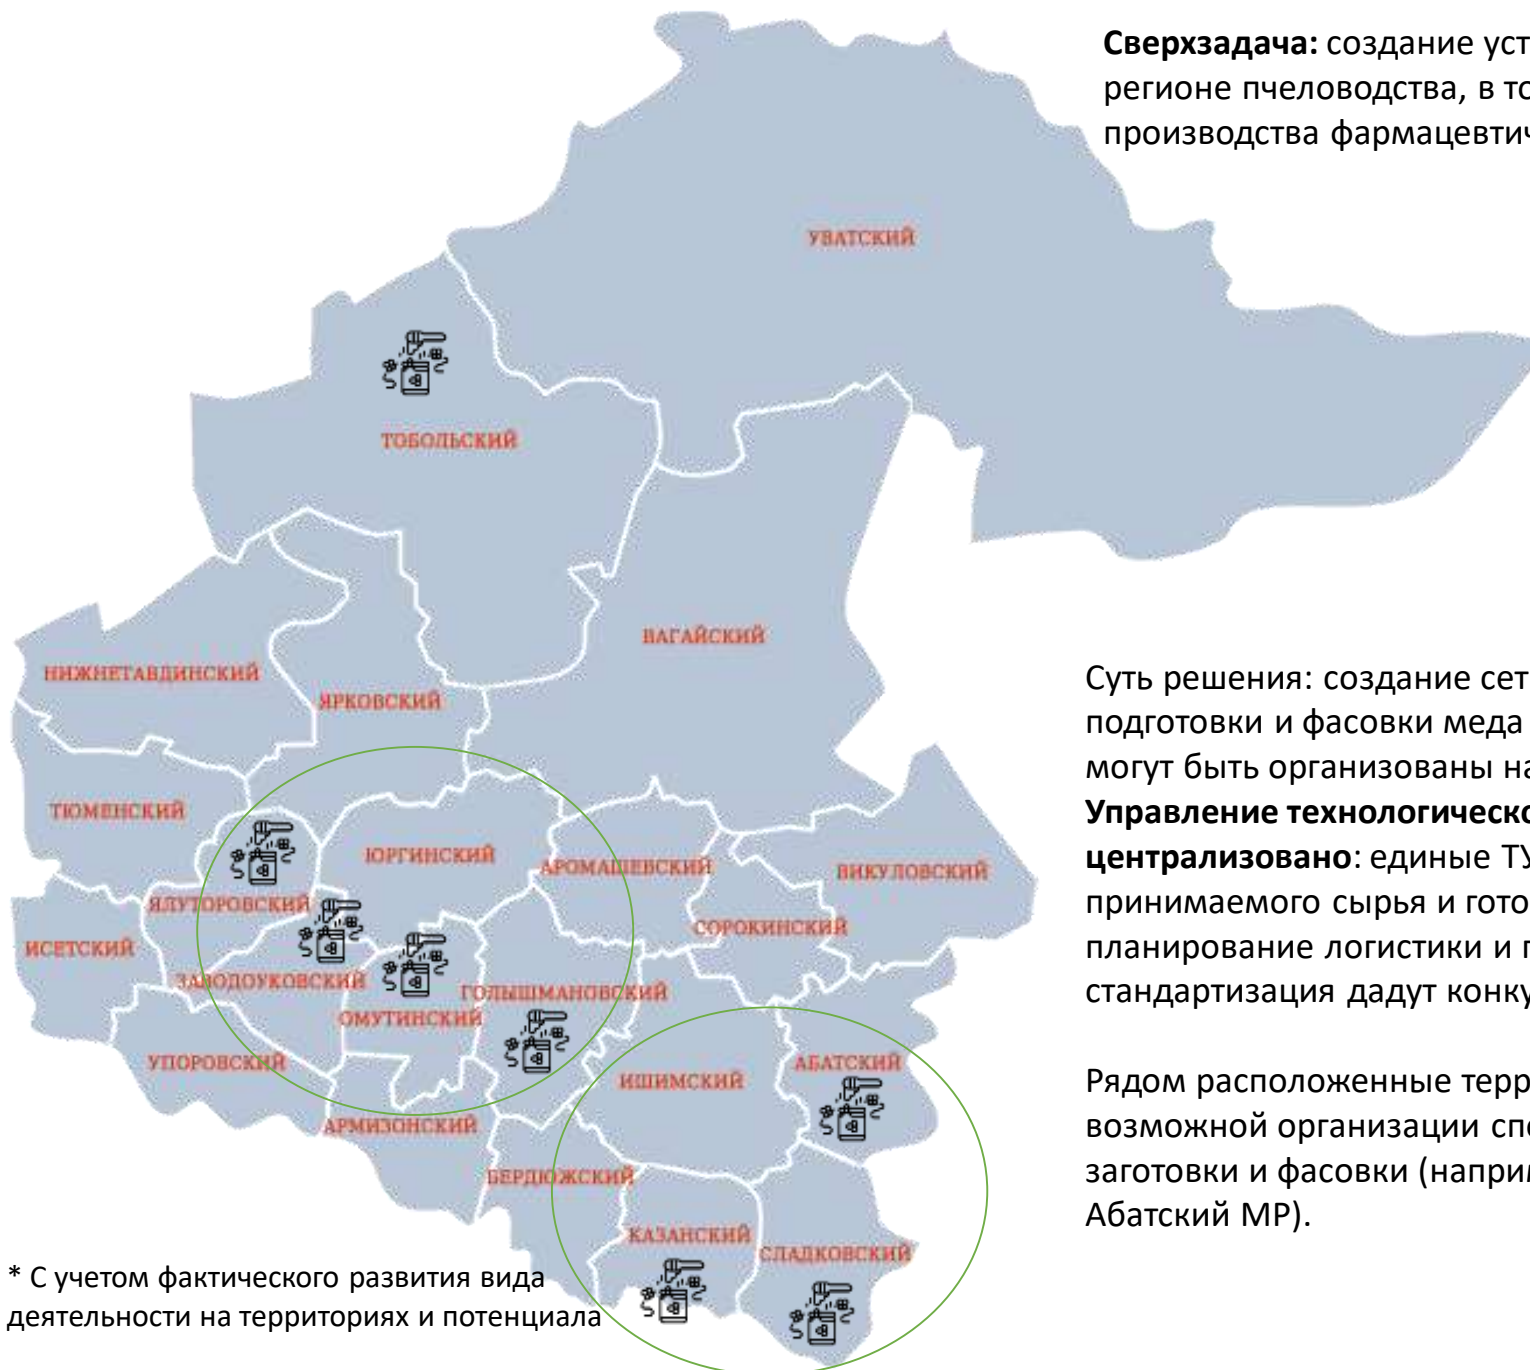 Сверхзадача: создание уст
регионе пчеловодства, в то
производства фармацевтич
УВАТСКИЙ
ТОБОЛЬСКИЙ
ВАГАЙСКИЙ
НИЖНЕТАВДИНСКИЙ
ЯРКОВСКИЙ
ТЮМЕНСКИЙ
ЮРГИНСКИЙ
АРОМАШЕВСКИЙ
ВИКУЛОВСКИЙ
ЯЛУТОРОВСКИЙ
СОРОКИНСКИЙ
ИСЕТСКИЙ
ЗАВОДОУКОВСКИЙ
ГОЛЫШМАНОВСКИЙ
ОМУТИНСКИЙ
УПОРОВСКИЙ
ИШИМСКИЙ
АБАТСКИЙ
АРМИЗОНСКИЙ
БЕРДЮЖСКИЙ
КАЗАНСКИЙ
СЛАДКОВСКИЙ
Суть решения: создание сет
подготовки и фасовки меда
могут быть организованы на
Управление технологическо
централизовано: единые ТУ
принимаемого сырья и гото
планирование логистики и п
стандартизация дадут конку
Рядом расположенные терр
возможной организации спе
заготовки и фасовки (наприм
Абатский МР).
* С учетом фактического развития вида
деятельности на территориях и потенциала